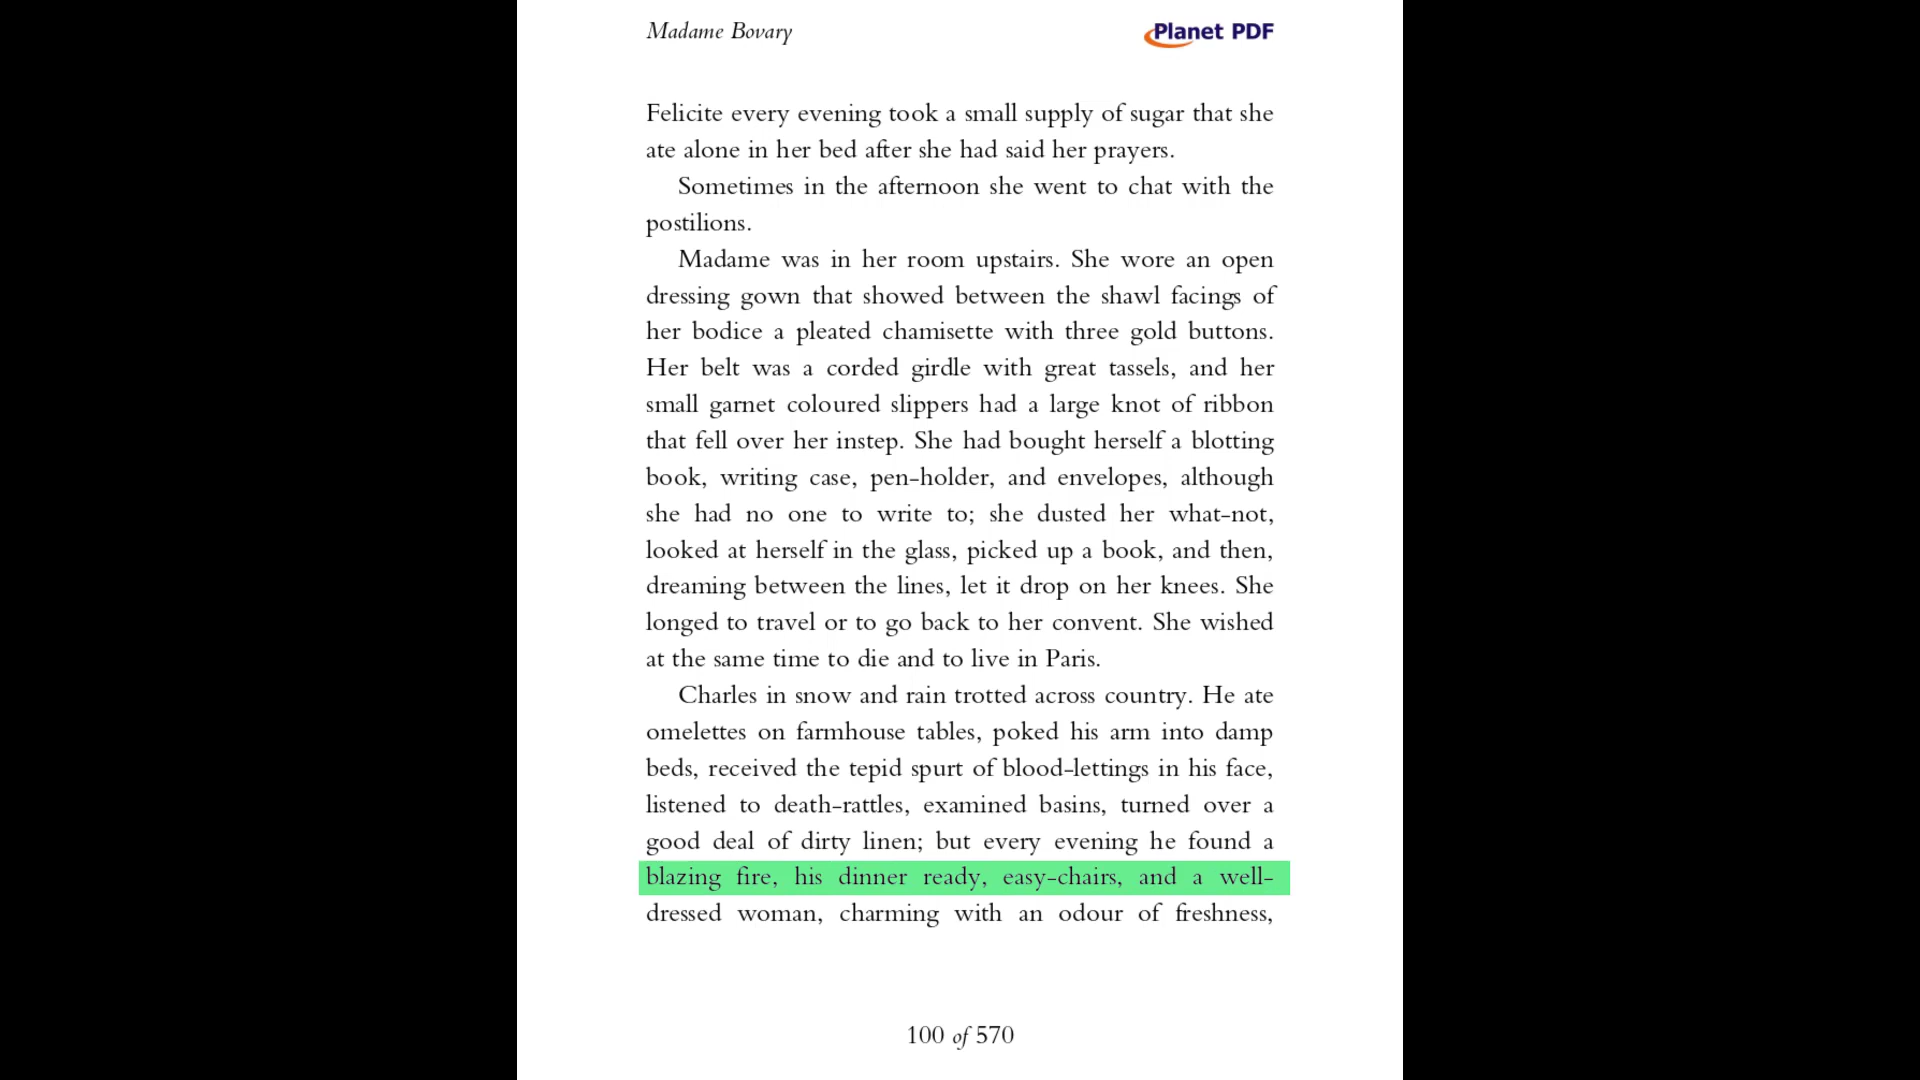 Madame Bovary
Planet PDF
Felicite every evening took a small supply of sugar that she
ate alone in her bed after she had said her prayers.
Sometimes in the afternoon she went to chat with the
postilions.
Madame was in her room upstairs. She wore an open
dressing gown that showed between the shawl facings of
her bodice a pleated chamisette with three gold buttons.
Her belt was a corded girdle with great tassels, and her
small garnet coloured slippers had a large knot of ribbon
that fell over her instep. She had bought herself a blotting
book, writing case, pen-holder, and envelopes, although
she had no one to write to; she dusted her what-not,
looked at herself in the glass, picked up a book, and then,
dreaming between the lines, let it drop on her knees. She
longed to travel or to go back to her convent. She wished
at the same time to die and to live in Paris.
Charles in snow and rain trotted across country. He ate
omelettes on farmhouse tables, poked his arm into damp
beds, received the tepid spurt of blood-lettings in his face,
listened to death-rattles, examined basins, turned over a
good deal of dirty linen; but every evening he found a
blazing fire, his dinner ready, easy-chairs, and a well-
dressed woman, charming with an odour of freshness,
100 of 570